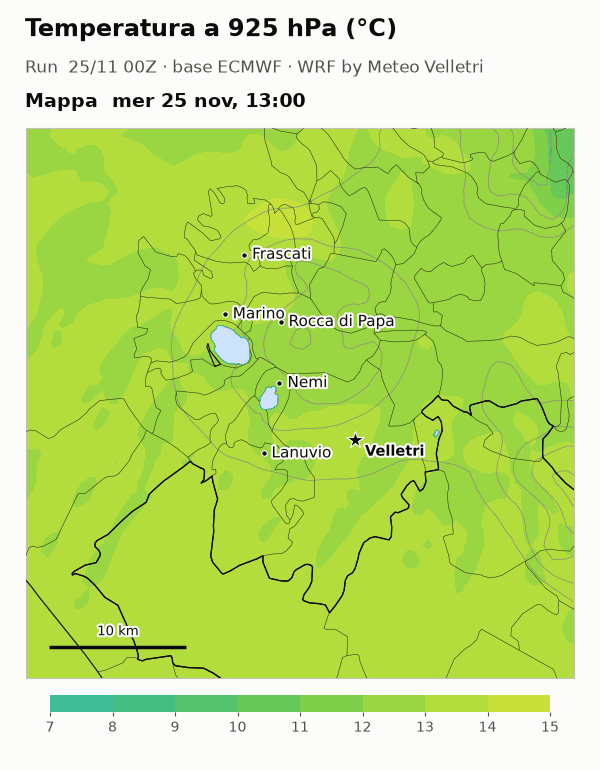 Temperatura a 925 hPa (°C)
Run  25/11 00Z · base ECMWF · WRF by Meteo Velletri
Mappa  mer 25 nov, 13:00
Frascati
Marino
Rocca di Papa
Nemi
Velletri
Lanuvio
10 km
7 8 9 10 11 12 13 14 15